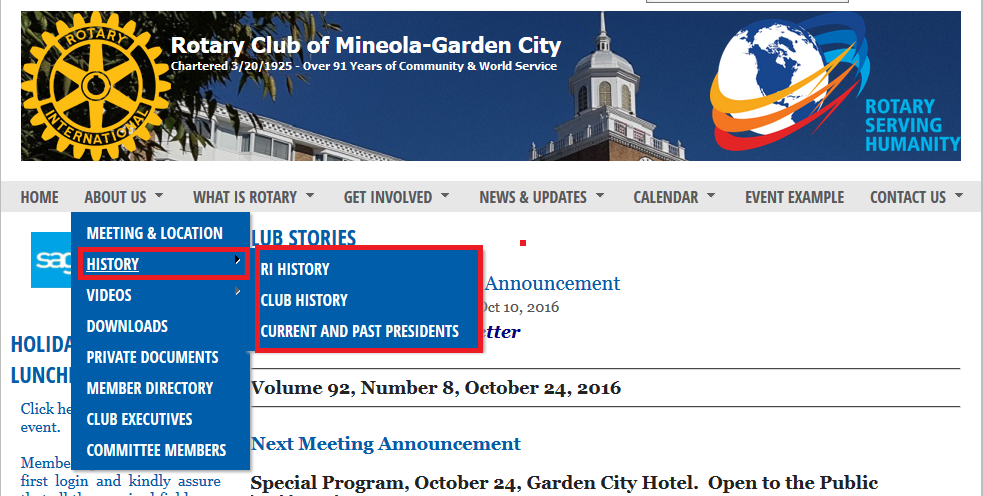 ROTARY
INTERNATIONAL
Rotary Club of Mineola-Garden City
Chartered 3/20/1925 - Over 91 Years of Community & World Service
ROTARY
SERVING
HUMANITY
HOME ABOUT US WHAT IS ROTARY GET INVOLVED NEWS & UPDATES CALENDAR EVENT EXAMPLE CONTACT US
MEETING & LOCATION
HISTORY
VIDEOS
DOWNLOADS
PRIVATE DOCUMENTS
MEMBER DIRECTORY
CLUB EXECUTIVES
COMMITTEE MEMBERS
RI HISTORY
CLUB HISTORY
CURRENT AND PAST PRESIDENTS
sag
HOLIDA
LUNCH
Click he
event.
Membe
first login and kindly assure
LUB STORIES
Announcement
Oct 10, 2016
etter
Volume 92, Number 8, October 24, 2016
Next Meeting Announcement
Special Program, October 24, Garden City Hotel. Open to the Public